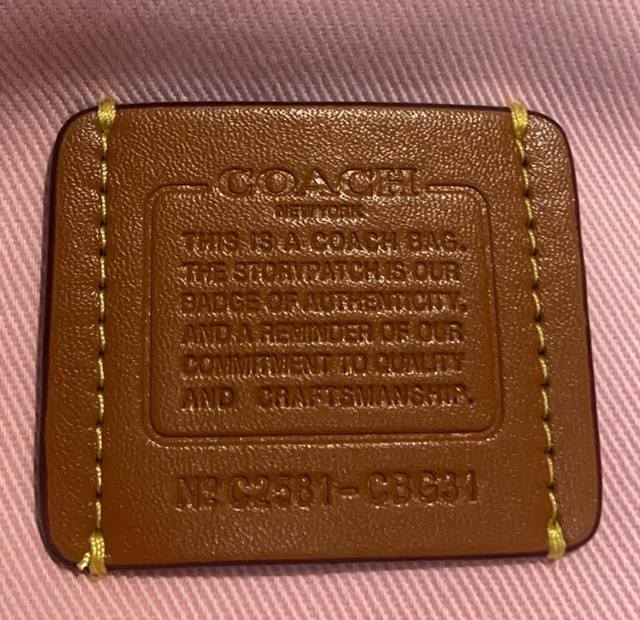 COACH
NEW YORK
THIS IS A COACH BAG.
THE STORYPATCH IS OUR
BADGE OF AUTHENTICITY,
AND A REMINDER OF OUR
COMMITMENT TO QUALITY
AND CRAFTSMANSHIP.
Nº C2581-CBG31